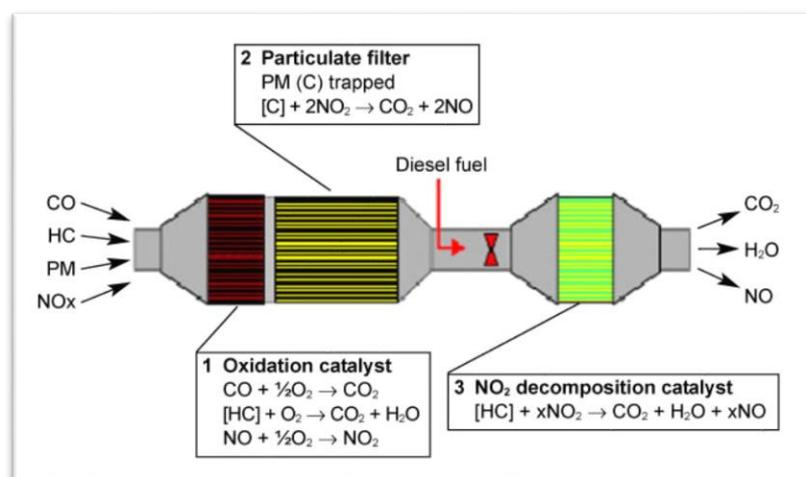 2 Particulate filter
PM (C) trapped
[C] + 2NO₂ → CO₂ + 2NO
Diesel fuel
CO
HC
PM
NOx
CO₂
H₂O
NO
1 Oxidation catalyst
CO + ½O₂ → CO₂
[HC] + O₂ → CO₂ + H₂O
NO + ½O₂ → NO₂
3 NO₂ decomposition catalyst
[HC] + xNO₂ → CO₂ + H₂O + xNO